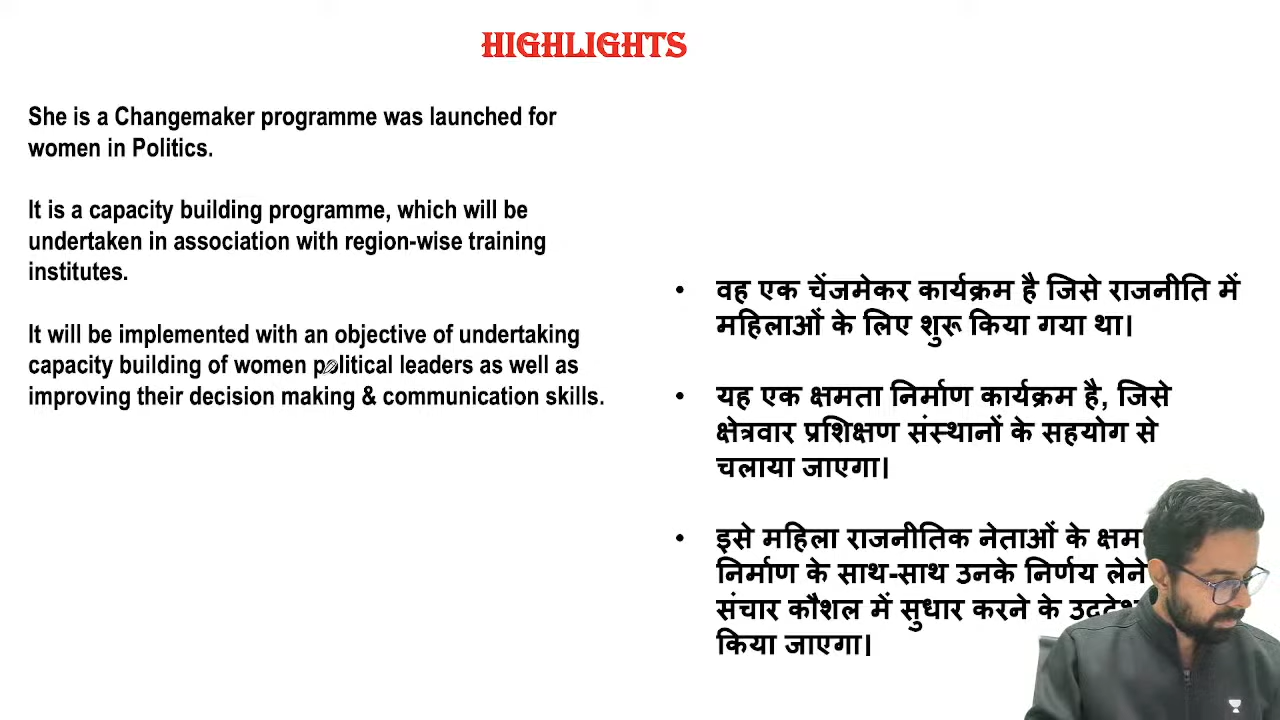 HIGHLIGHTS
She is a Changemaker programme was launched for
women in Politics.
It is a capacity building programme, which will be
undertaken in association with region-wise training
institutes.
It will be implemented with an objective of undertaking
capacity building of women political leaders as well as
improving their decision making & communication skills.
• वह एक चेंजमेकर कार्यक्रम है जिसे राजनीति में
महिलाओं के लिए शुरू किया गया था।
• यह एक क्षमता निर्माण कार्यक्रम है, जिसे
क्षेत्रवार प्रशिक्षण संस्थानों के सहयोग से
चलाया जाएगा।
• इसे महिला राजनीतिक नेताओं के
निर्माण के साथ-साथ उनके निर्णय लेने
संचार कौशल में सुधार करने के
किया जाएगा।